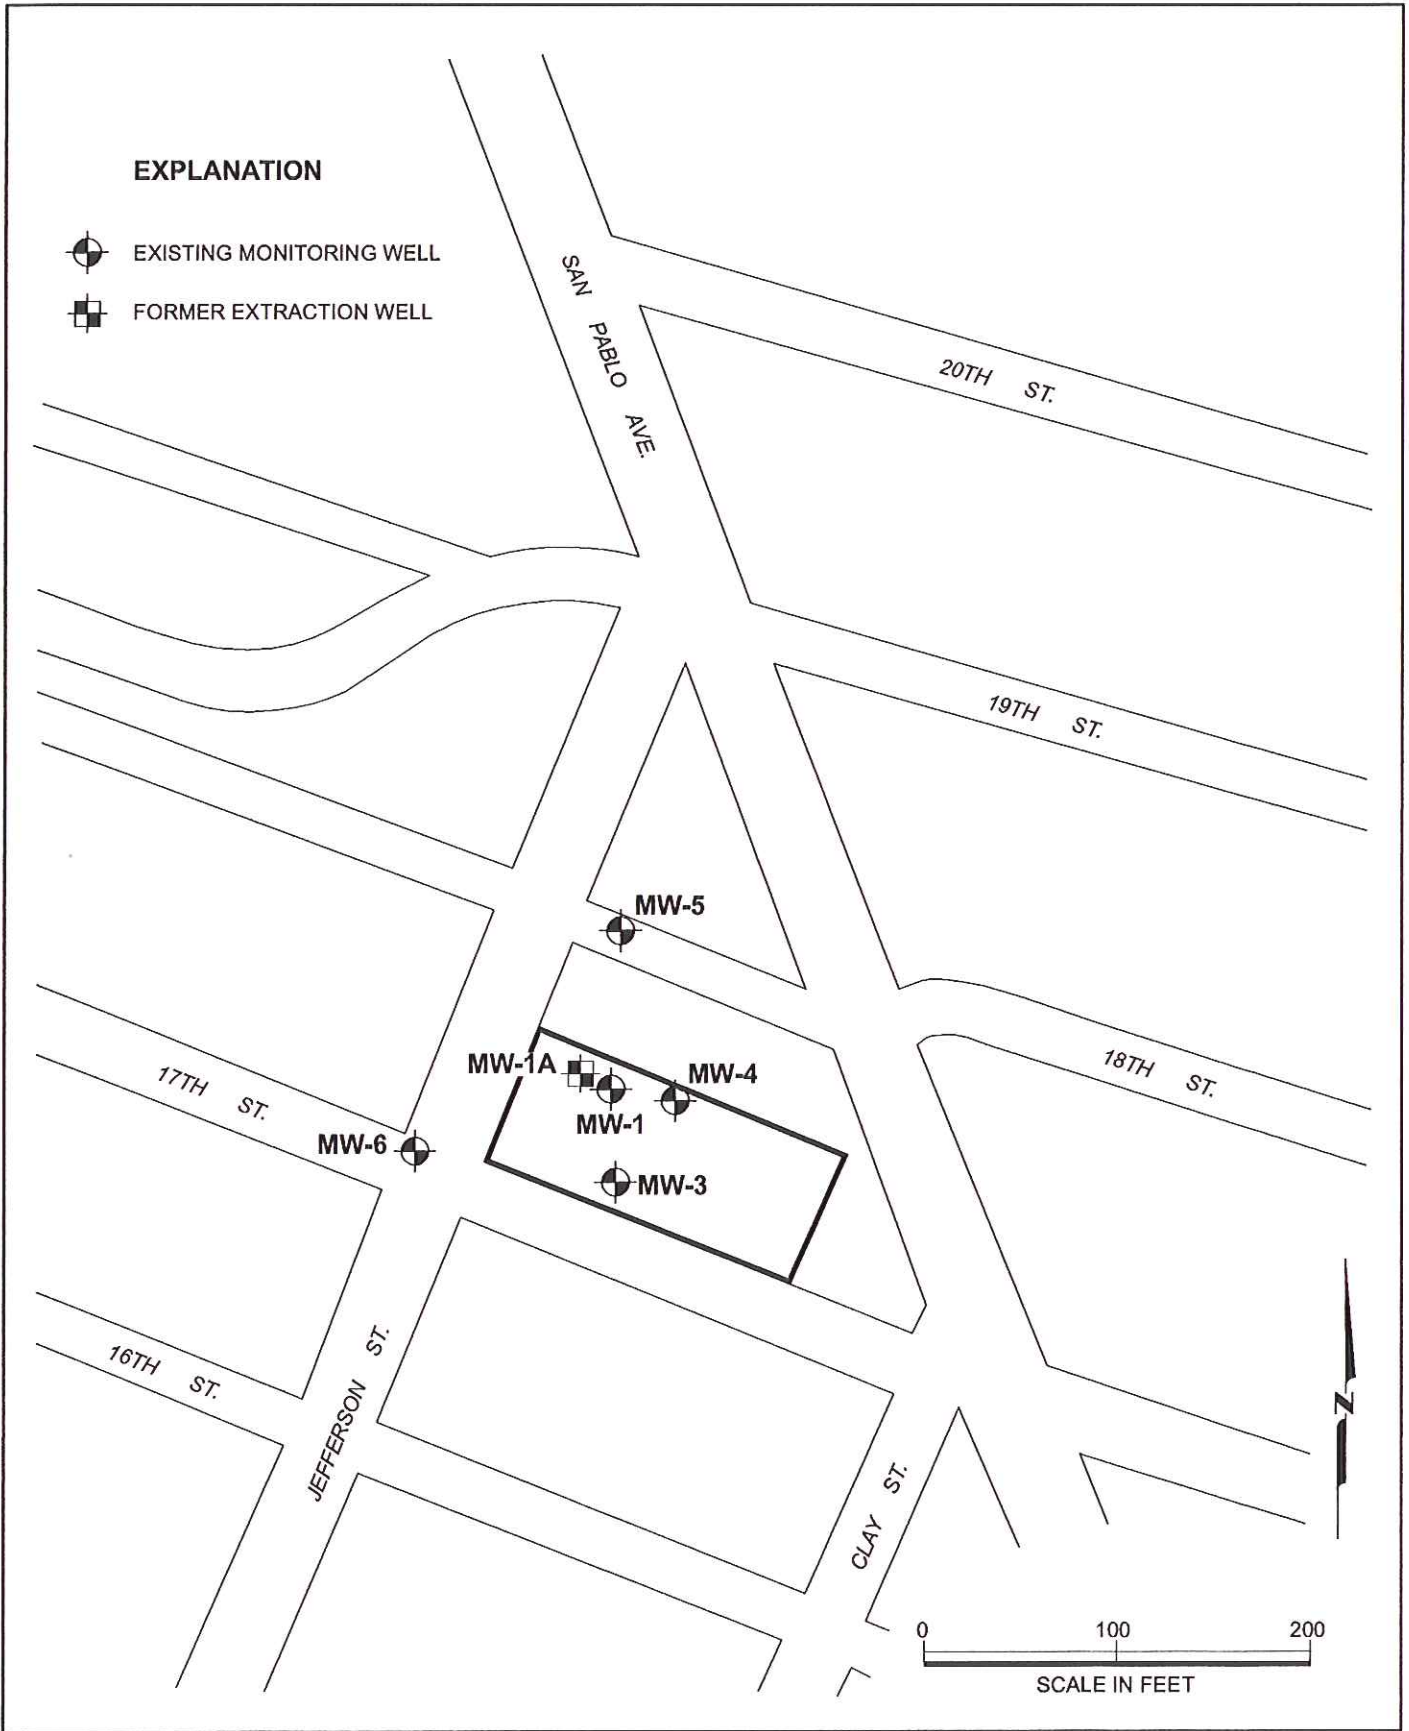 EXPLANATION
EXISTING MONITORING WELL
FORMER EXTRACTION WELL
SAN PABLO AVE.
20TH ST.
19TH ST.
MW-5
18TH ST.
MW-1A
MW-4
17TH ST.
MW-1
MW-6
MW-3
16TH ST.
JEFFERSON ST.
CLAY ST.
N
0 100 200
SCALE IN FEET